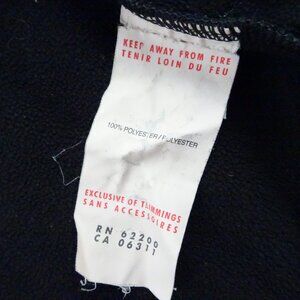 KEEP AWAY FROM FIRE
TENIR LOIN DU FEU
100% POLYESTER/POLYESTER
EXCLUSIVE OF TRIMMINGS
SANS ACCESSOIRES
RN 62200
CA 06311